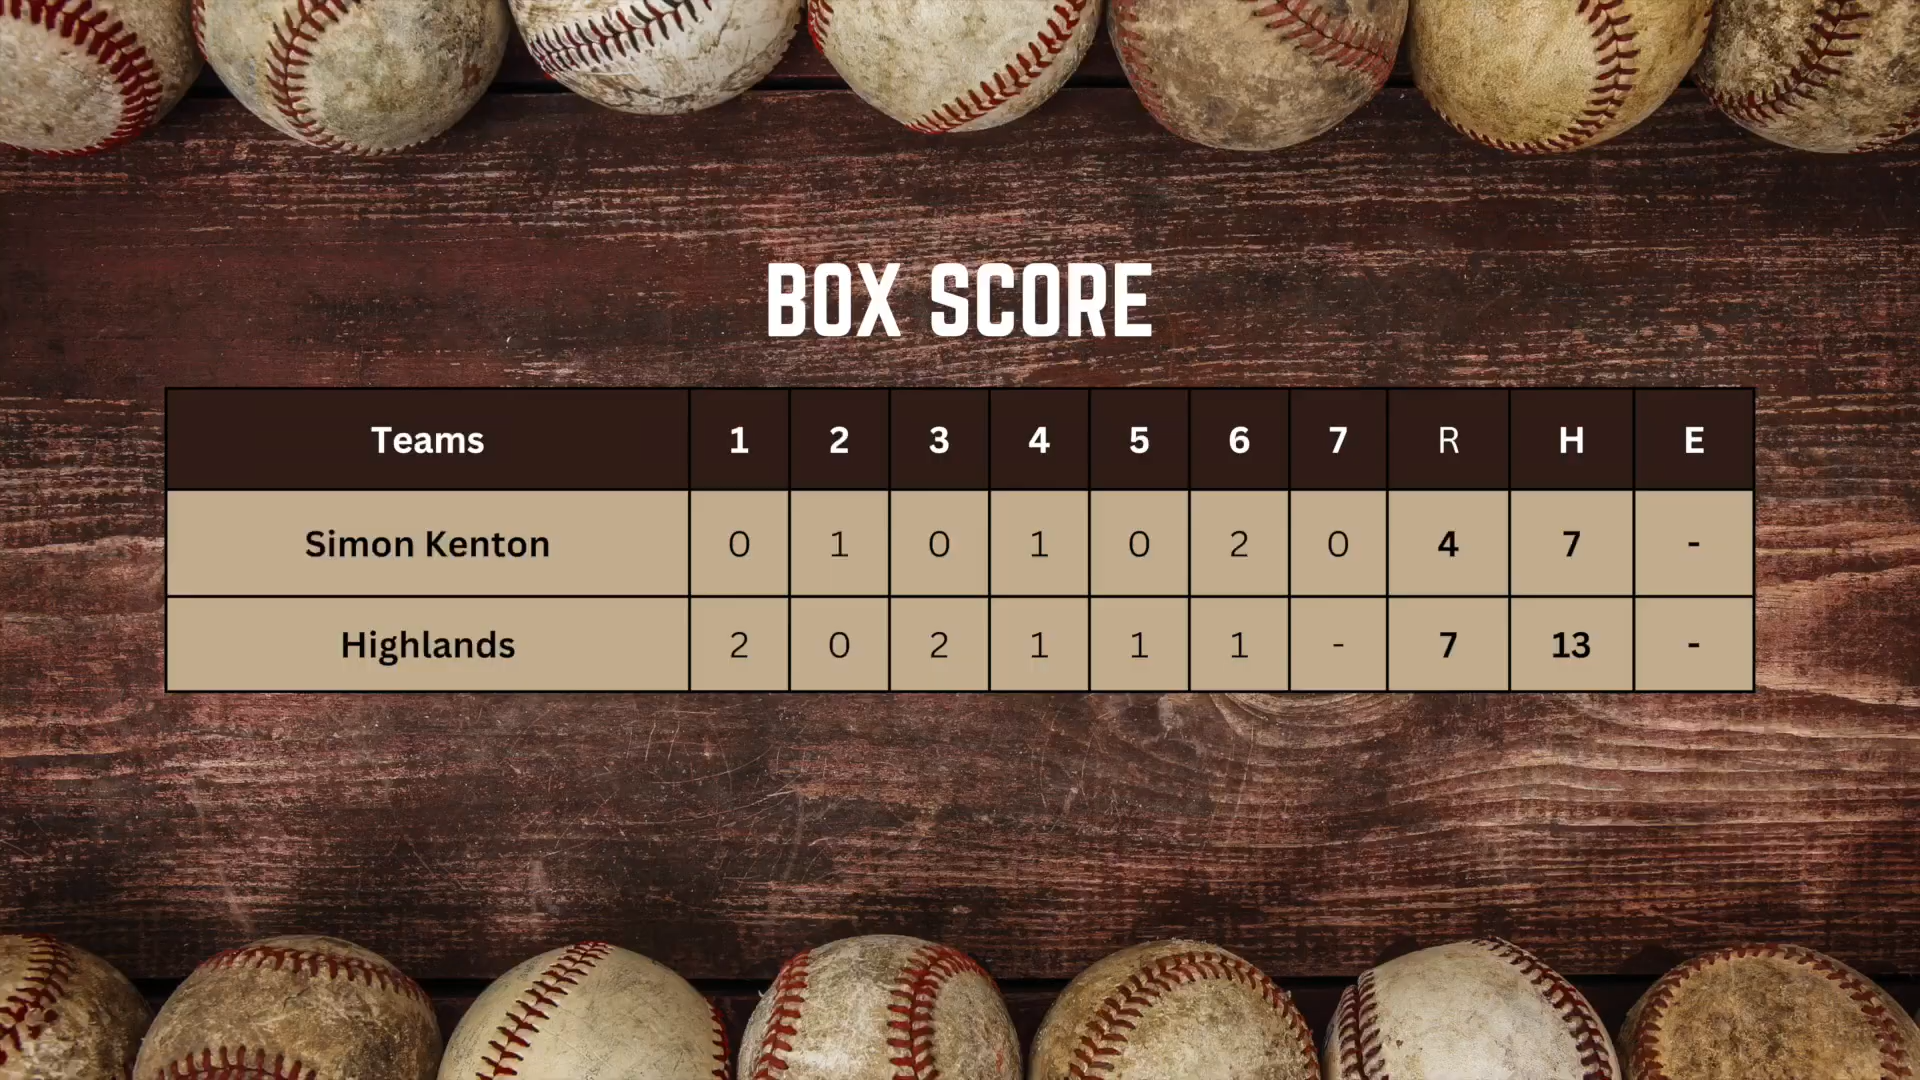 BOX SCORE
Teams 1 2 3 4 5 6 7 R H E
Simon Kenton 0 1 0 1 0 2 0 4 7 -
Highlands 2 0 2 1 1 1 - 7 13 -